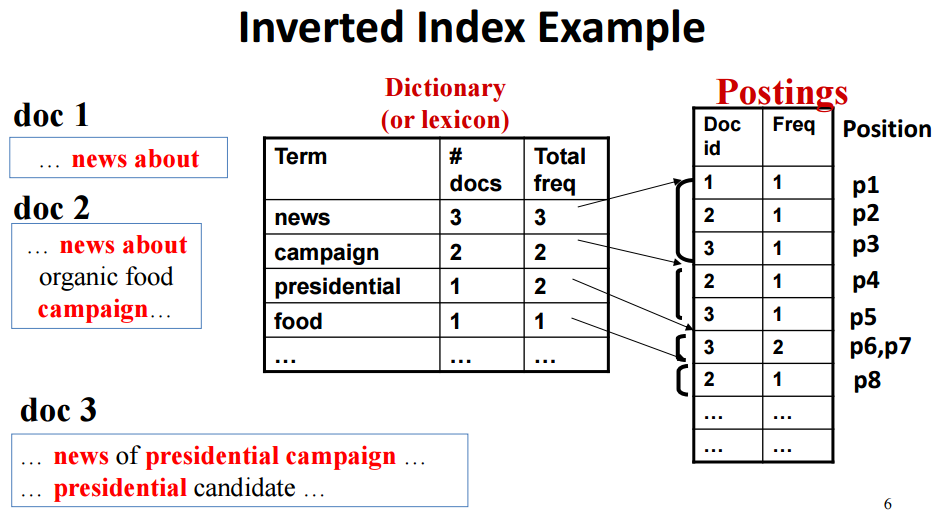 Inverted Index Example
doc 1
… news about
doc 2
… news about
organic food
campaign…
doc 3
… news of presidential campaign …
… presidential candidate …
Dictionary
(or lexicon)
Term # docs Total freq
news 3 3
campaign 2 2
presidential 1 2
food 1 1
… … …
Postings
Doc id Freq Position
1 1 p1
2 1 p2
3 1 p3
2 1 p4
3 1 p5
3 2 p6,p7
2 1 p8
… …
… …
6